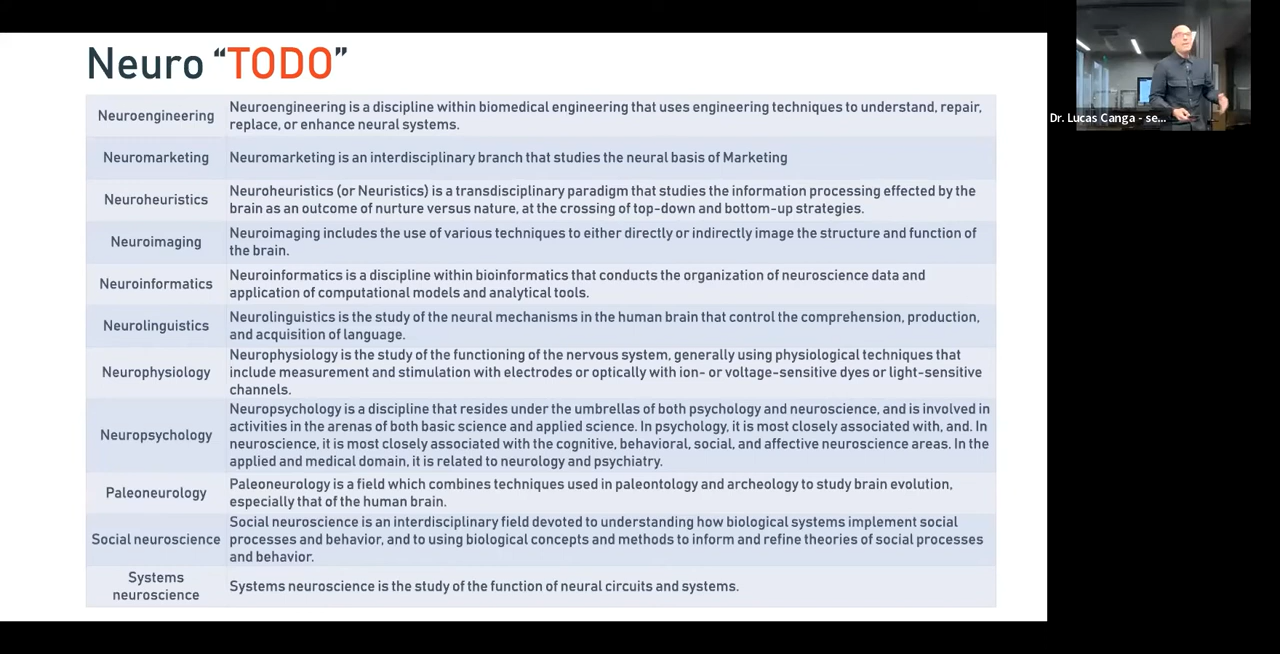 Neuro “TODO”
Neuroengineering
Neuroengineering is a discipline within biomedical engineering that uses engineering techniques to understand, repair,
replace, or enhance neural systems.
Neuromarketing
Neuromarketing is an interdisciplinary branch that studies the neural basis of Marketing
Neuroheuristics
Neuroheuristics (or Neuristics) is a transdisciplinary paradigm that studies the information processing effected by the
brain as an outcome of nurture versus nature, at the crossing of top-down and bottom-up strategies.
Neuroimaging
Neuroimaging includes the use of various techniques to either directly or indirectly image the structure and function of
the brain.
Neuroinformatics
Neuroinformatics is a discipline within bioinformatics that conducts the organization of neuroscience data and
application of computational models and analytical tools.
Neurolinguistics
Neurolinguistics is the study of the neural mechanisms in the human brain that control the comprehension, production,
and acquisition of language.
Neurophysiology
Neurophysiology is the study of the functioning of the nervous system, generally using physiological techniques that
include measurement and stimulation with electrodes or optically with ion- or voltage-sensitive dyes or light-sensitive
channels.
Neuropsychology
Neuropsychology is a discipline that resides under the umbrellas of both psychology and neuroscience, and is involved in
activities in the arenas of both basic science and applied science. In psychology, it is most closely associated with, and. In
neuroscience, it is most closely associated with the cognitive, behavioral, social, and affective neuroscience areas. In the
applied and medical domain, it is related to neurology and psychiatry.
Paleoneurology
Paleoneurology is a field which combines techniques used in paleontology and archeology to study brain evolution,
especially that of the human brain.
Social neuroscience
Social neuroscience is an interdisciplinary field devoted to understanding how biological systems implement social
processes and behavior, and to using biological concepts and methods to inform and refine theories of social processes
and behavior.
Systems
neuroscience
Systems neuroscience is the study of the function of neural circuits and systems.
Dr. Lucas Canga - se...